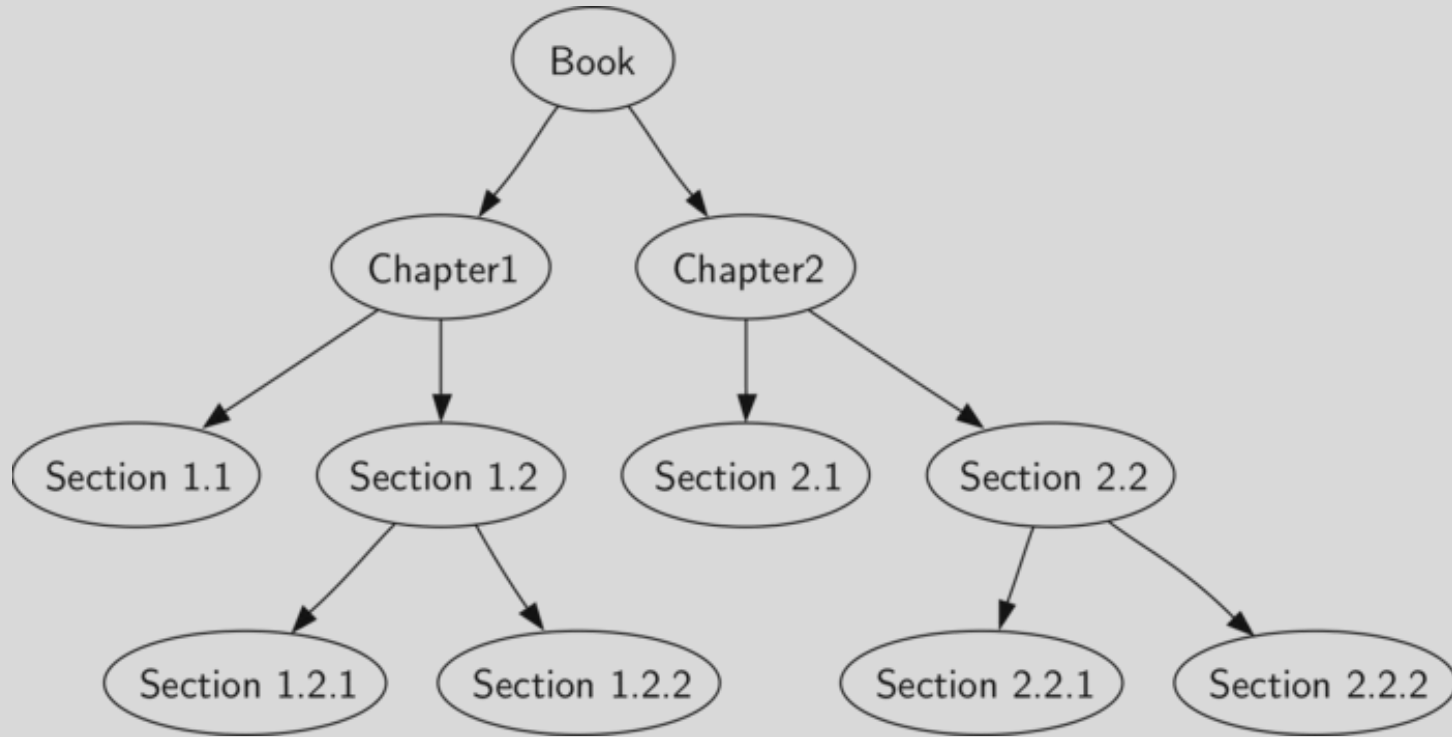 Book
Chapter1
Chapter2
Section 1.1
Section 1.2
Section 2.1
Section 2.2
Section 1.2.1
Section 1.2.2
Section 2.2.1
Section 2.2.2